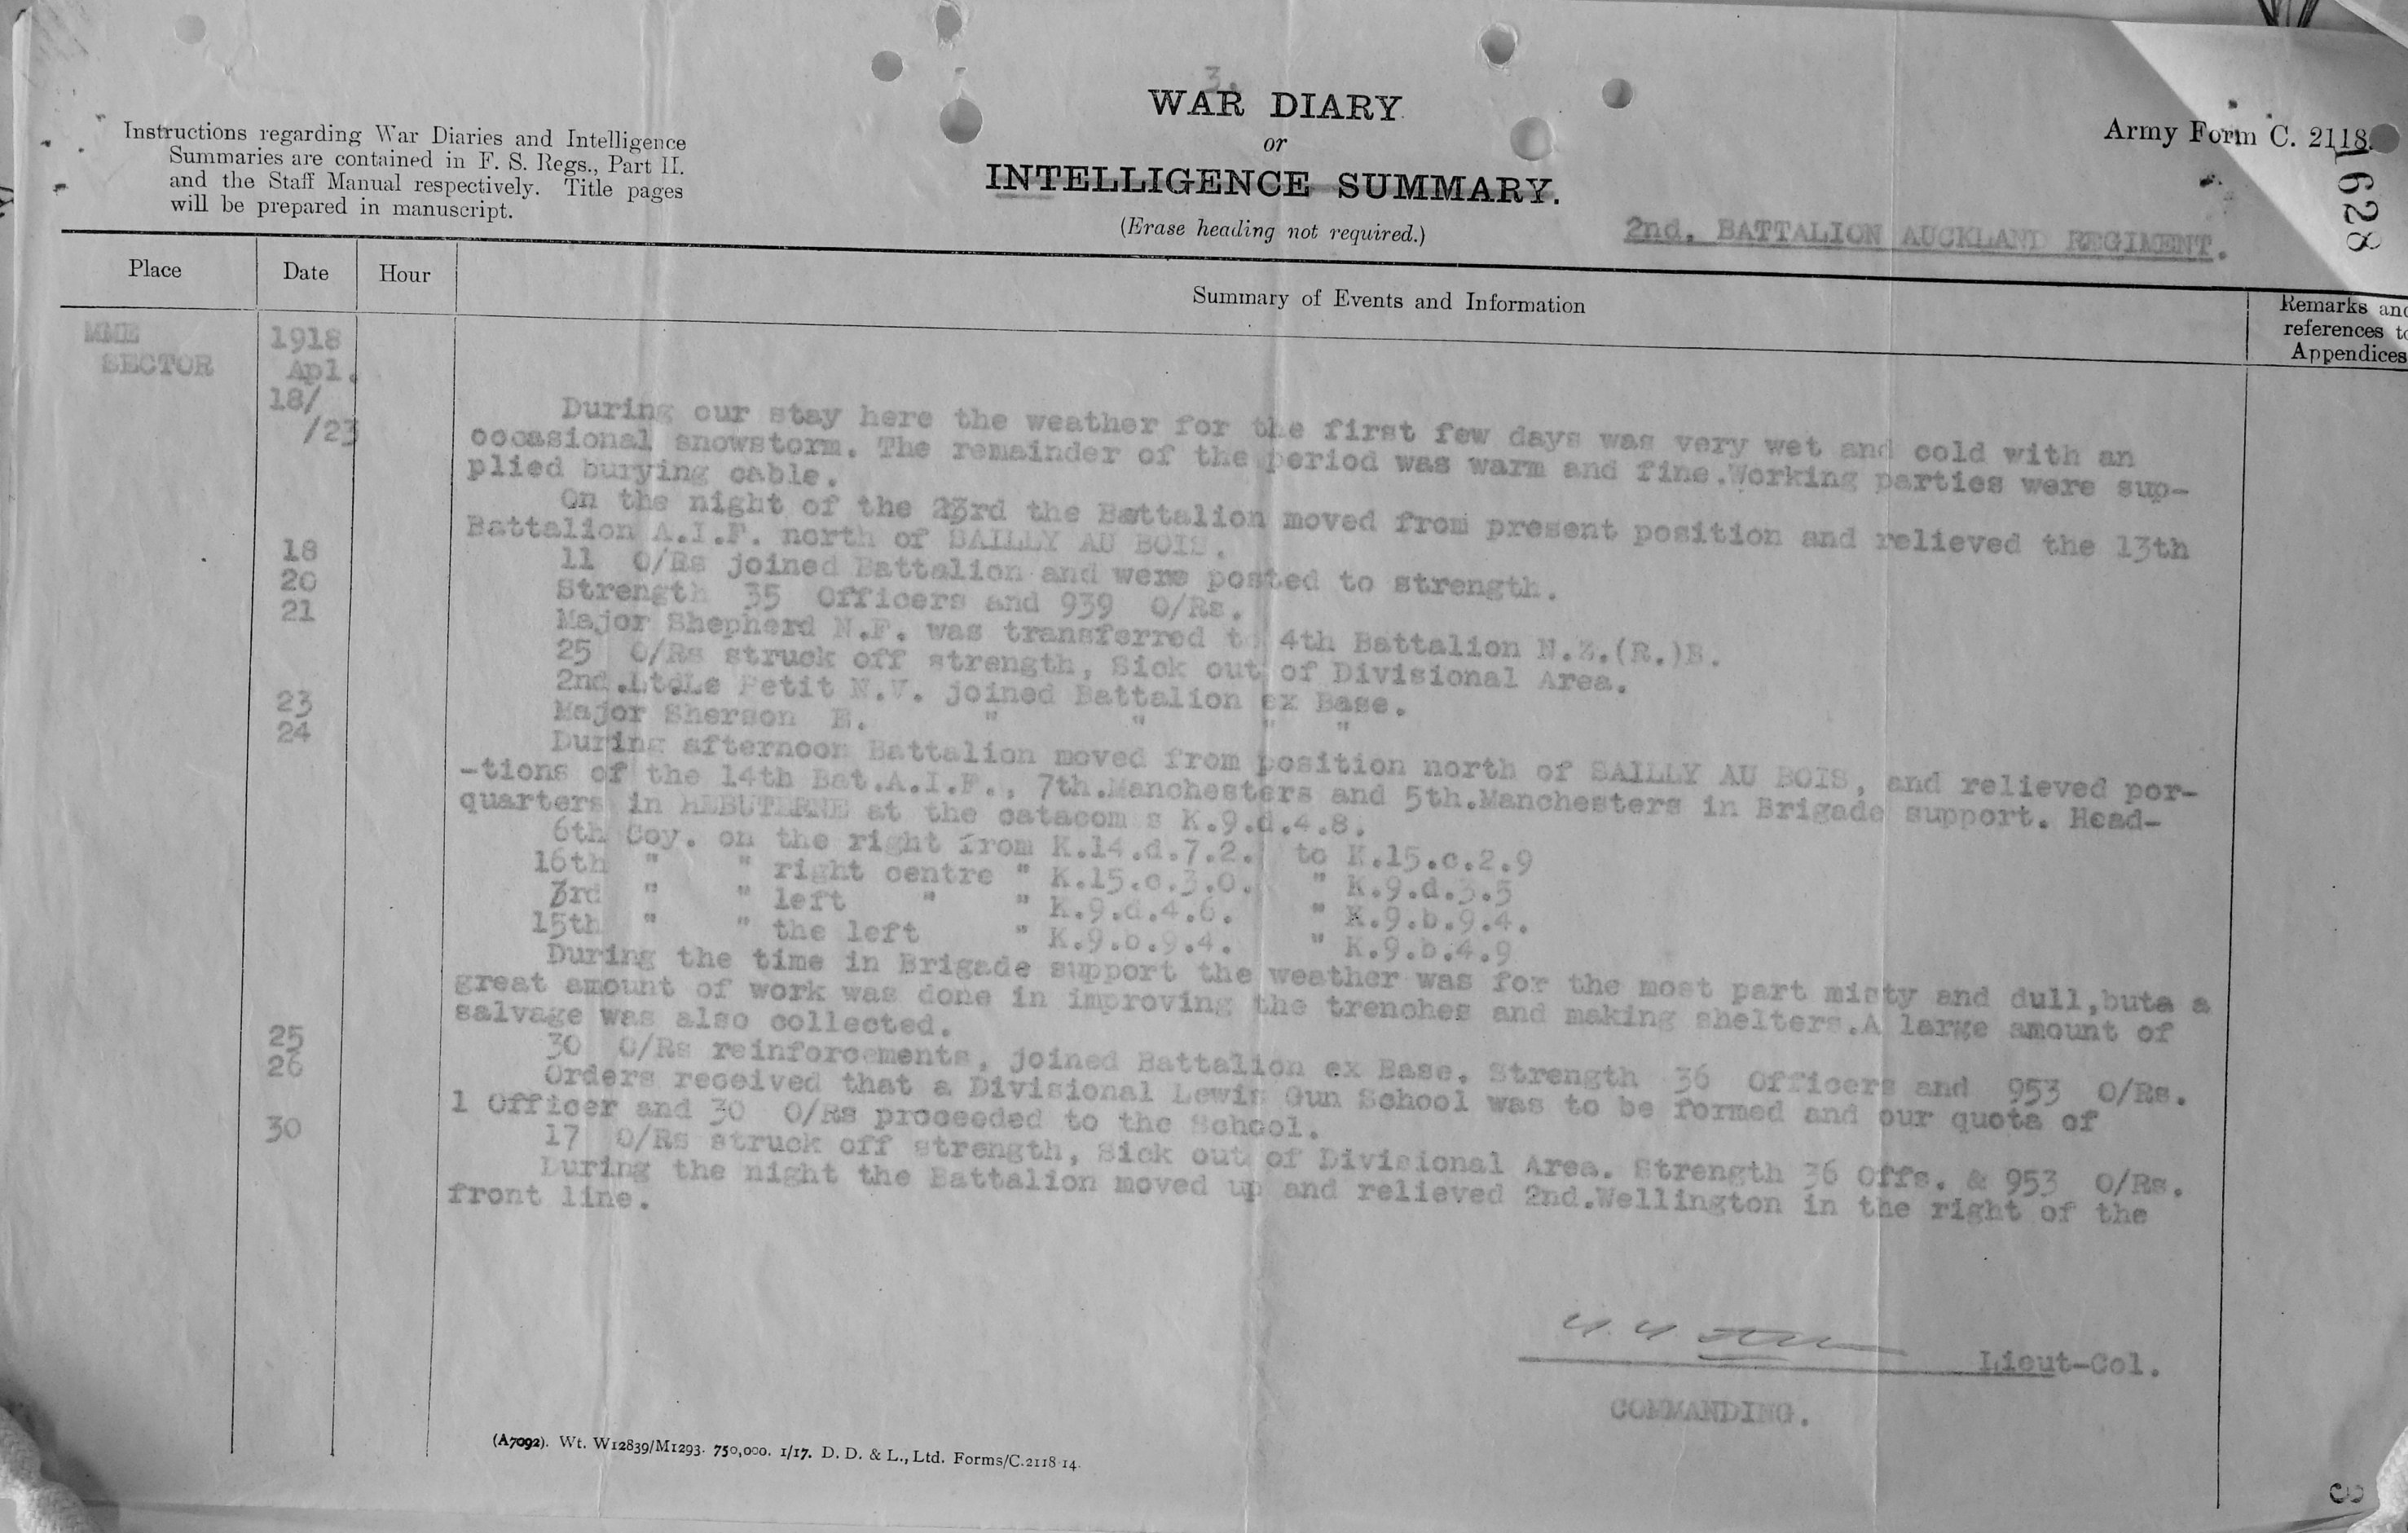 3.
WAR DIARY
or
INTELLIGENCE SUMMARY.
(Erase heading not required.)
Instructions regarding War Diaries and Intelligence
Summaries are contained in F. S. Regs., Part II.
and the Staff Manual respectively. Title pages
will be prepared in manuscript.
Army Form C. 2118.
1628
2nd. BATTALION AUCKLAND REGIMENT.
Place Date Hour Summary of Events and Information
Remarks and
references to
Appendices
MME 1918
SECTOR Apl.
18/
/23
During our stay here the weather for the first few days was very wet and cold with an
occasional snowstorm. The remainder of the period was warm and fine.Working parties were sup-
plied burying cable.
On the night of the 23rd the Battalion moved from present position and relieved the 13th
Battalion A.I.F. north of SAILLY AU BOIS.
18 11 O/Rs joined Battalion and were posted to strength.
20 Strength 35 Officers and 939 O/Rs.
21 Major Shepherd N.F. was transferred to 4th Battalion N.Z.(R.)B.
25 O/Rs struck off strength, Sick out of Divisional Area.
2nd.Lt Le Petit N.V. joined Battalion ex Base.
23 Major Sherson E. " " " "
24 During afternoon Battalion moved from position north of SAILLY AU BOIS, and relieved por-
-tions of the 14th Bat.A.I.F., 7th.Manchesters and 5th.Manchesters in Brigade support. Head-
quarters in HEBUTERNE at the catacom s K.9.d.4.8.
6th Coy. on the right from K.14.d.7.2. to K.15.c.2.9
16th " " right centre " K.15.c.3.0. " K.9.d.3.5
3rd " " left " " K.9.d.4.6. " K.9.b.9.4.
15th " " the left " K.9.b.9.4. " K.9.b.4.9
During the time in Brigade support the weather was for the most part misty and dull,bute a
great amount of work was done in improving the trenches and making shelters.A large amount of
salvage was also collected.
25 30 O/Rs reinforcements, joined Battalion ex Base. Strength 36 Officers and 953 O/Rs.
26 Orders received that a Divisional Lewis Gun School was to be formed and our quota of
1 Officer and 30 O/Rs proceeded to the School.
30 17 O/Rs struck off strength, Sick out of Divisional Area. Strength 36 Offs. & 953 O/Rs.
During the night the Battalion moved up and relieved 2nd.Wellington in the right of the
front line.
Lieut-Col.
COMMANDING.
(A7092). Wt. W12839/M1293. 750,000. 1/17. D. D. & L., Ltd. Forms/C.2118 14.